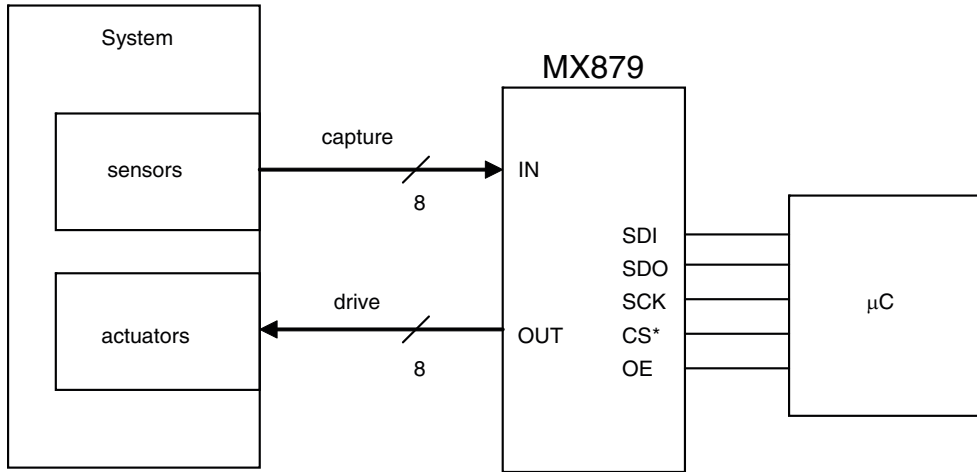 System
MX879
sensors
capture
8
IN
SDI
SDO
SCK
CS*
OE
μC
actuators
drive
8
OUT